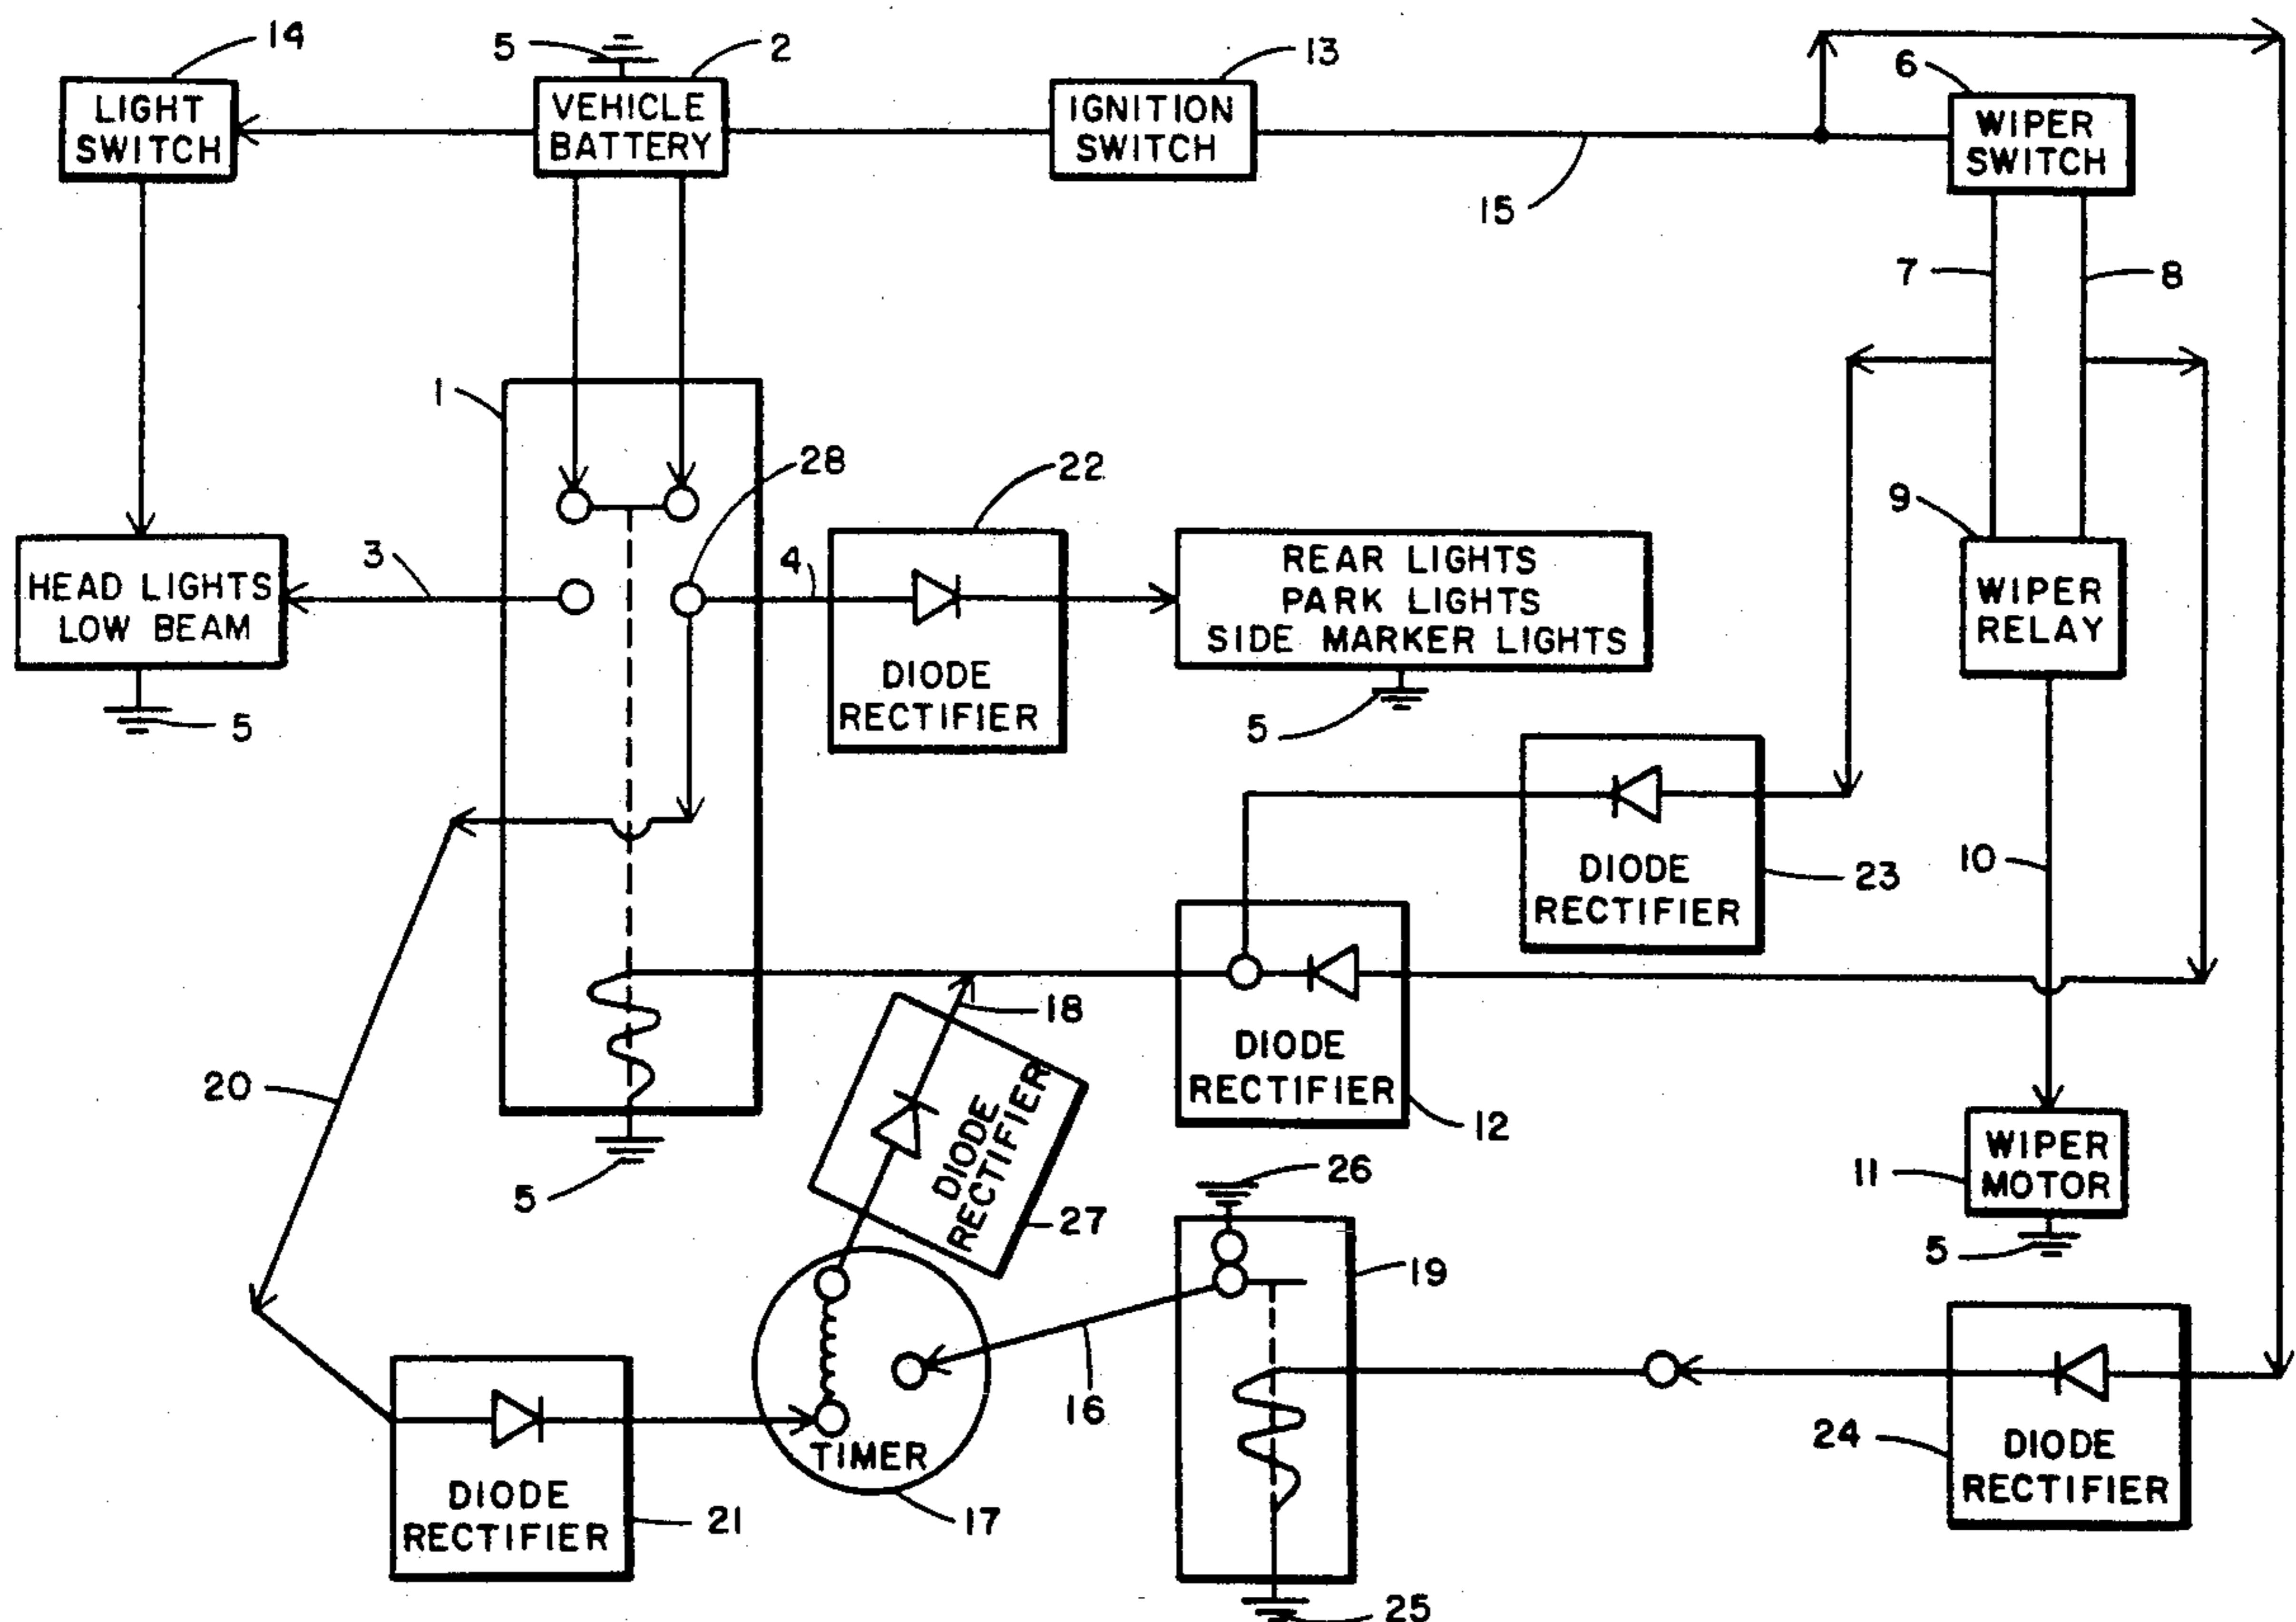 14
5
2
13
6
LIGHT
SWITCH
VEHICLE
BATTERY
IGNITION
SWITCH
WIPER
SWITCH
15
7
8
1
28
22
9
3
4
HEAD LIGHTS
LOW BEAM
REAR LIGHTS
PARK LIGHTS
SIDE MARKER LIGHTS
WIPER
RELAY
DIODE
RECTIFIER
5
5
10
DIODE
RECTIFIER
23
18
20
DIODE
RECTIFIER
12
DIODE
RECTIFIER
27
5
26
11
WIPER
MOTOR
5
19
16
TIMER
17
DIODE
RECTIFIER
21
24
DIODE
RECTIFIER
25